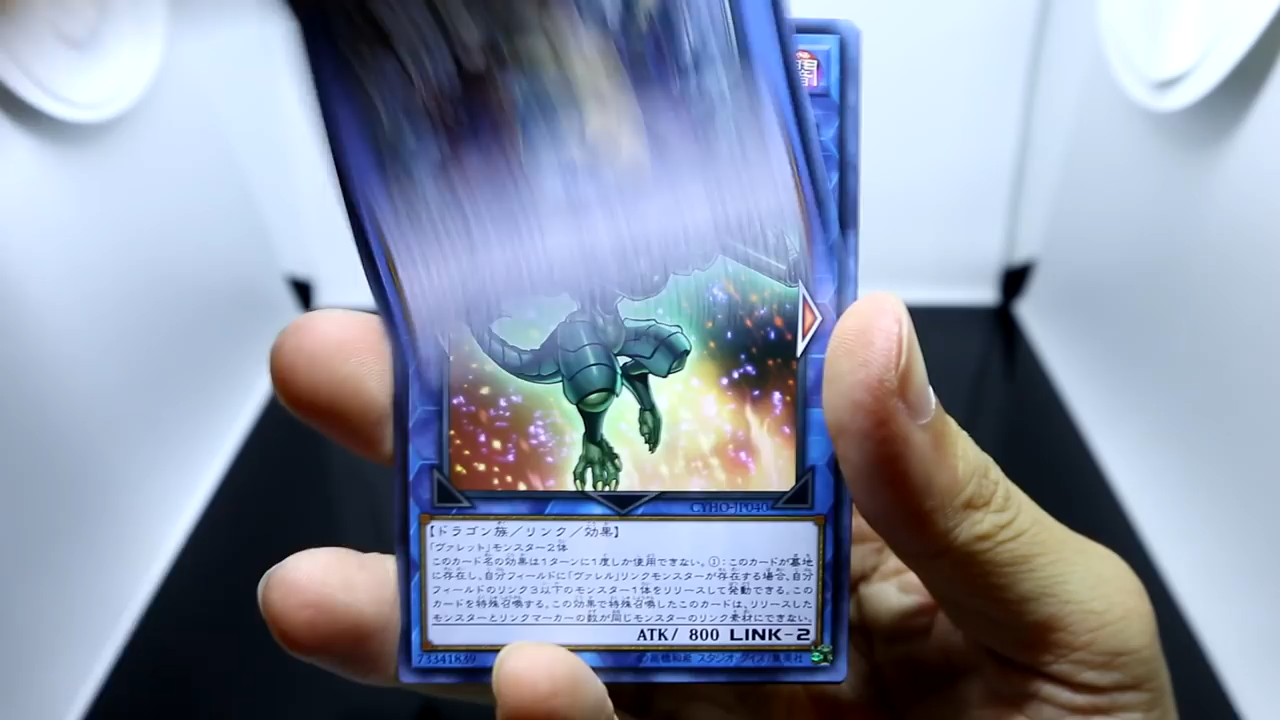 闇
CYHO-JP040
【ドラゴン族／リンク／効果】
「ヴァレット」モンスター2体
このカード名の効果は1ターンに1度しか使用できない。①：このカードが墓地
に存在し、自分フィールドに「ヴァレル」リンクモンスターが存在する場合、自分
フィールドのリンク3以下のモンスター1体をリリースして発動できる。この
カードを特殊召喚する。この効果で特殊召喚したこのカードは、リリースした
モンスターとリンクマーカーの数が同じモンスターのリンク素材にできない。
ATK/ 800 LINK-2
73341839
©高橋和希 スタジオ・ダイス/集英社